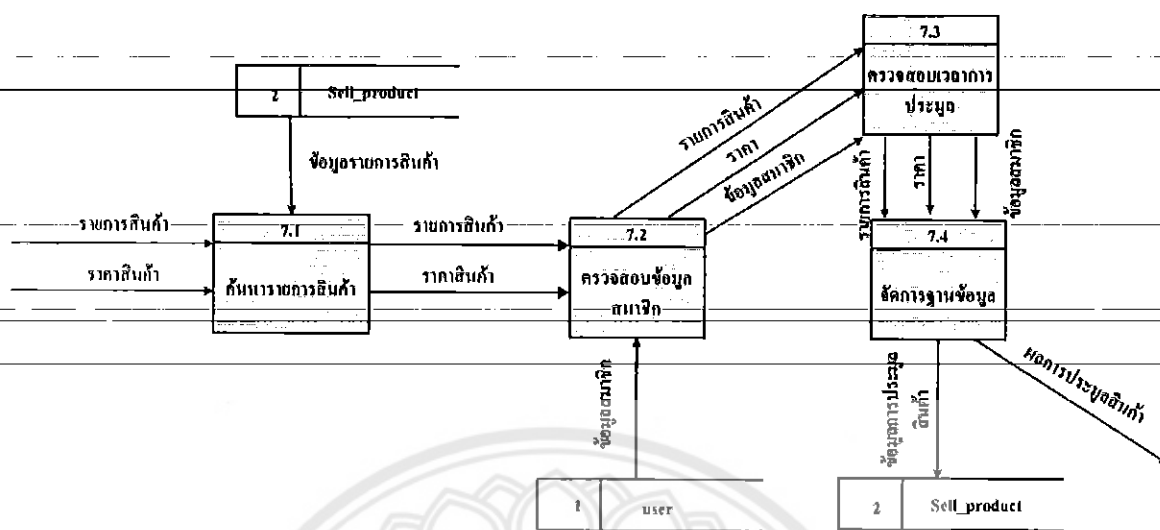 7.3
ตรวจสอบเวลาการ
ประมูล
2 Sell_product
ข้อมูลรายการสินค้า
รายการสินค้า
ราคา
ข้อมูลสมาชิก
รายการสินค้า
ราคา
ข้อมูลสมาชิก
รายการสินค้า
ราคาสินค้า
7.1
ค้นหารายการสินค้า
รายการสินค้า
ราคาสินค้า
7.2
ตรวจสอบข้อมูล
สมาชิก
7.4
จัดการฐานข้อมูล
ข้อมูลสมาชิก
ข้อมูลการประมูล
สินค้า
ผลการประมูลสินค้า
1 user
2 Sell_product